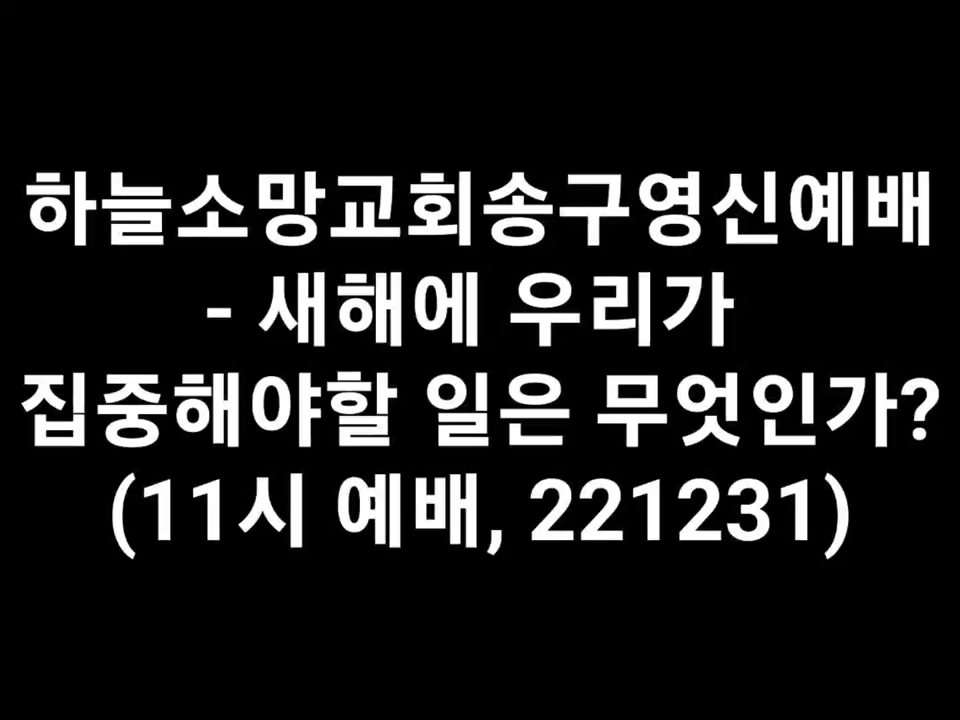 하늘소망교회송구영신예배
- 새해에 우리가
집중해야할 일은 무엇인가?
(11시 예배, 221231)